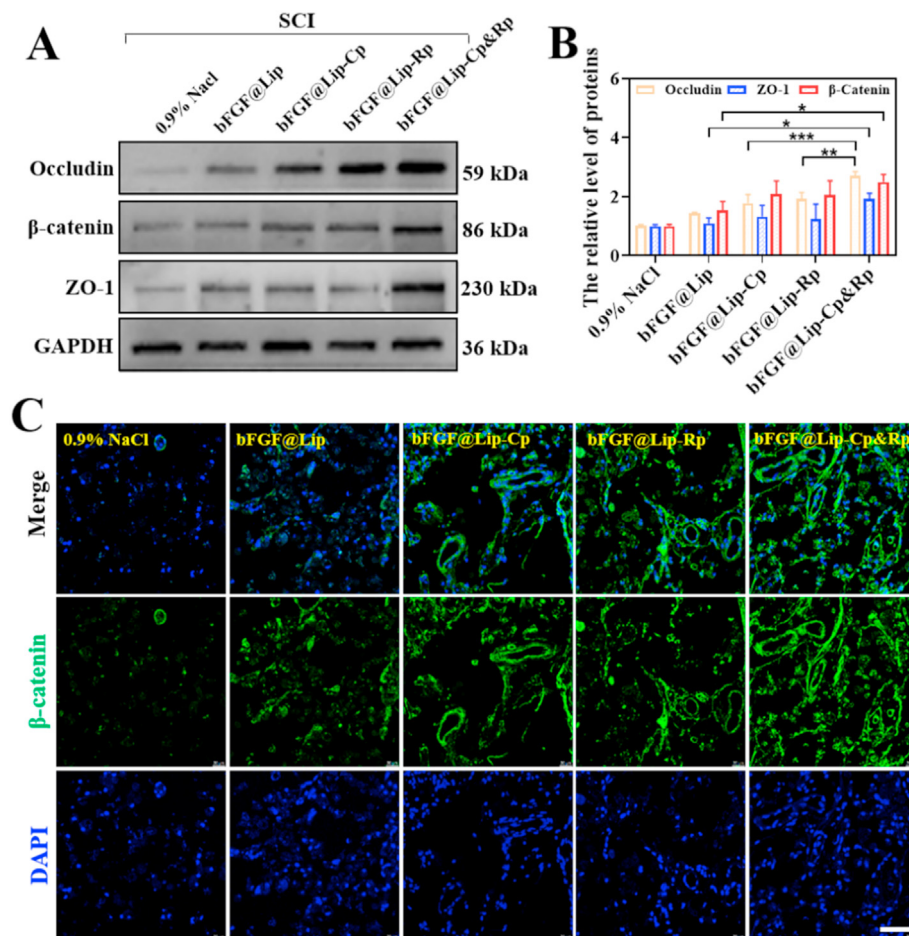 A
SCI
0.9% Nacl
bFGF@Lip
bFGF@Lip-Cp
bFGF@Lip-Rp
bFGF@Lip-Cp&Rp
Occludin
59 kDa
β-catenin
86 kDa
ZO-1
230 kDa
GAPDH
36 kDa
B
The relative level of proteins
6
4
2
0
Occludin ZO-1 β-Catenin
*
*
***
**
0.9% NaCl
bFGF@Lip
bFGF@Lip-Cp
bFGF@Lip-Rp
bFGF@Lip-Cp&Rp
C
0.9% NaCl bFGF@Lip bFGF@Lip-Cp bFGF@Lip-Rp bFGF@Lip-Cp&Rp
Merge
β-catenin
DAPI